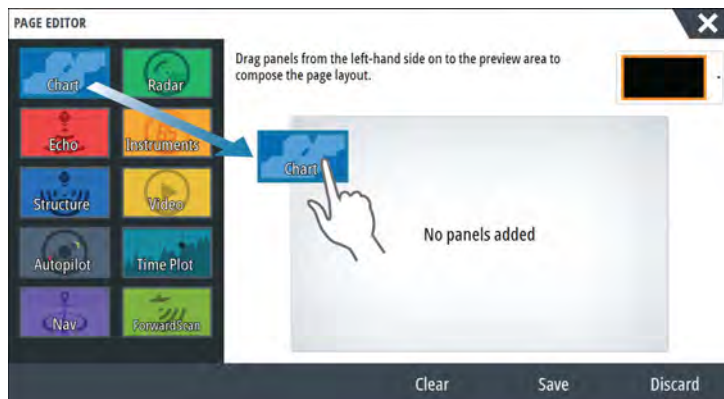 PAGE EDITOR
Drag panels from the left-hand side on to the preview area to
compose the page layout.
Chart
Radar
Echo
Instruments
Chart
Structure
Video
No panels added
Autopilot
Time Plot
Nav
ForwardScan
Clear
Save
Discard